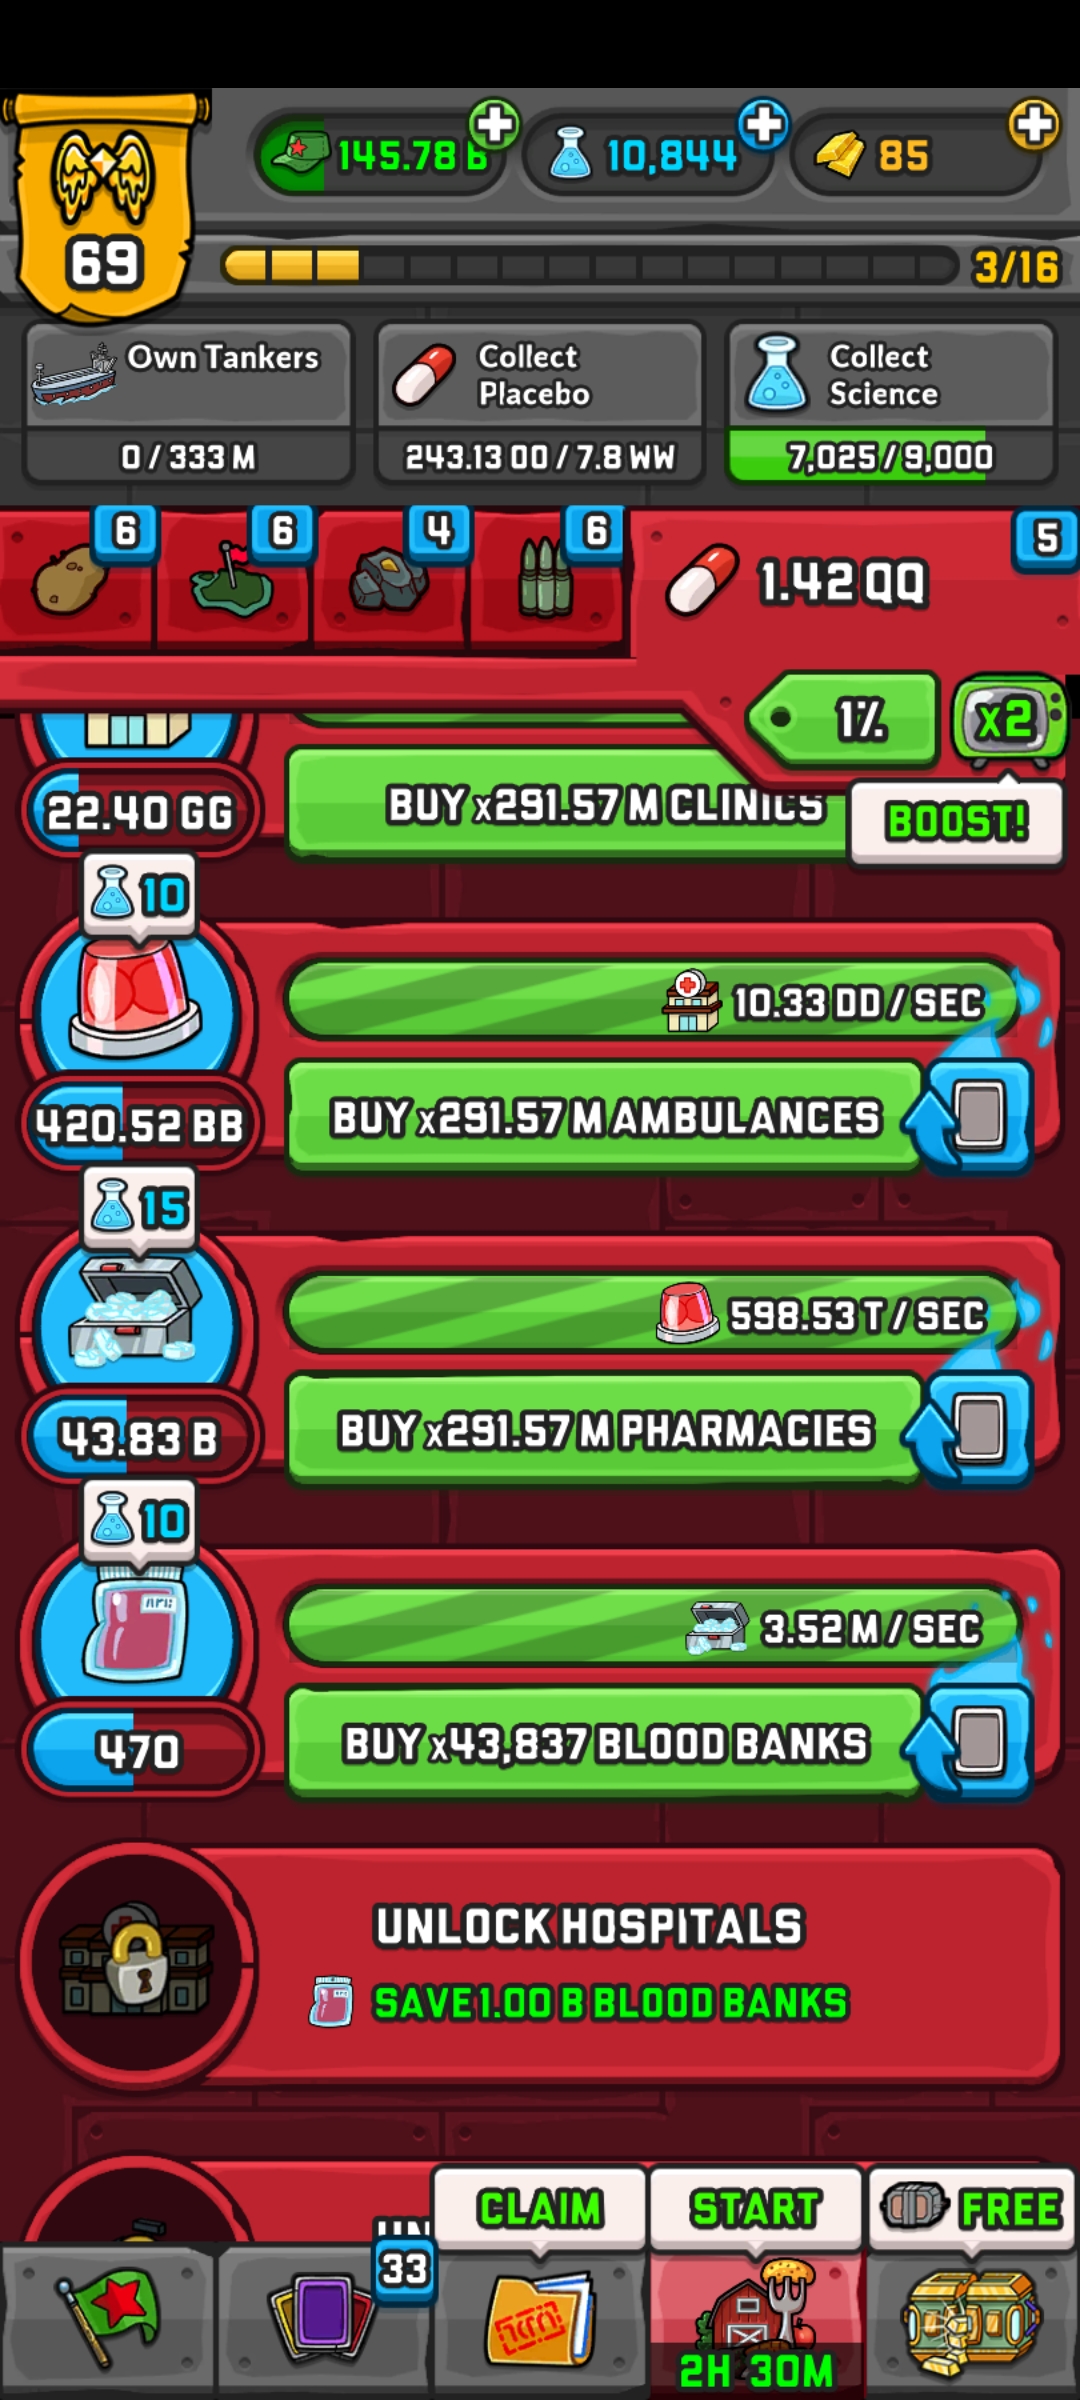 145.78 B
10,844
85
69
3/16
Own Tankers
Collect
Placebo
Collect
Science
0 / 333 M
243.13 OO / 7.8 WW
7,025 / 9,000
6
6
4
6
5
1.42 QQ
1%
x2
22.40 GG
BUY x291.57 M CLINICS
BOOST!
10
10.33 DD / SEC
420.52 BB
BUY x291.57 M AMBULANCES
15
598.53 T / SEC
43.83 B
BUY x291.57 M PHARMACIES
10
3.52 M / SEC
470
BUY x43,837 BLOOD BANKS
UNLOCK HOSPITALS
SAVE 1.00 B BLOOD BANKS
CLAIM
START
FREE
33
2H 30M